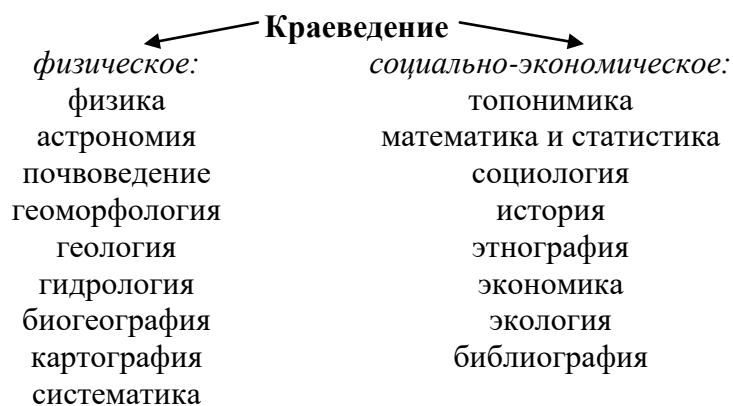 Краеведение
физическое:
физика
астрономия
почвоведение
геоморфология
геология
гидрология
биогеография
картография
систематика
социально-экономическое:
топонимика
математика и статистика
социология
история
этнография
экономика
экология
библиография